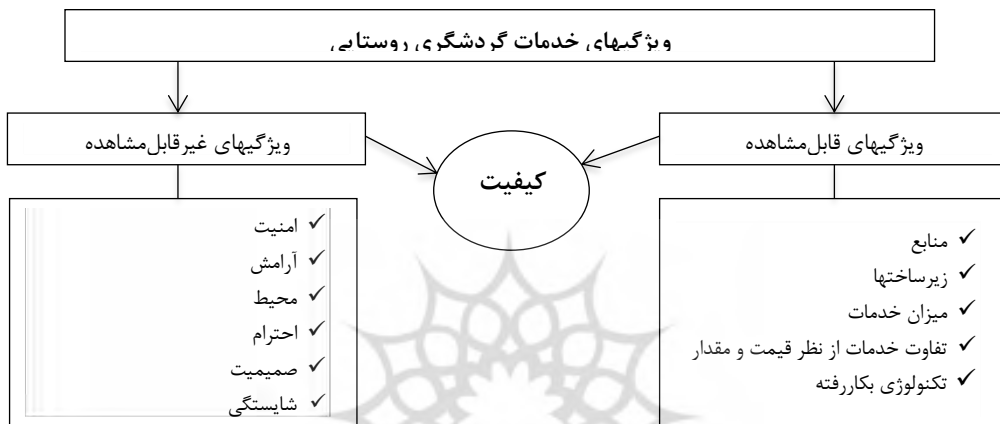 ویژگیهای خدمات گردشگری روستایی
ویژگیهای قابل‌مشاهده
ویژگیهای غیرقابل‌مشاهده
کیفیت
✓ منابع
✓ زیرساختها
✓ میزان خدمات
✓ تفاوت خدمات از نظر قیمت و مقدار
✓ تکنولوژی بکاررفته
✓ امنیت
✓ آرامش
✓ محیط
✓ احترام
✓ صمیمیت
✓ شایستگی